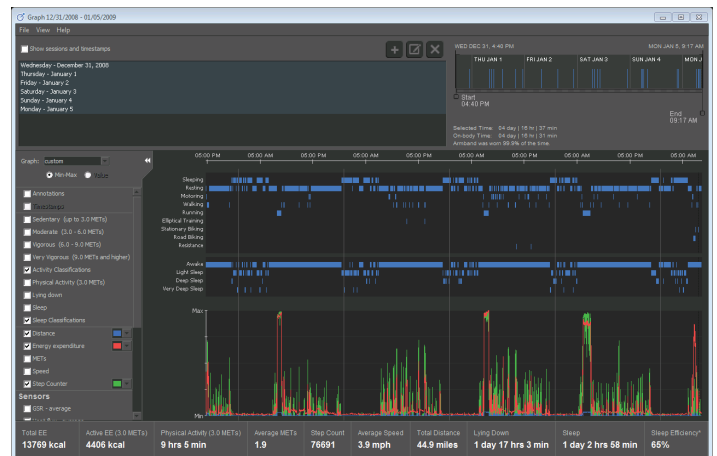 Graph 12/31/2008 - 01/05/2009
File View Help
Show sessions and timestamps
Wednesday - December 31, 2008
Thursday - January 1
Friday - January 2
Saturday - January 3
Sunday - January 4
Monday - January 5
WED DEC 31, 4:40 PM
MON JAN 5, 9:17 AM
THU JAN 1
FRI JAN 2
SAT JAN 3
SUN JAN 4
MON J
Start
04:40 PM
End
09:17 AM
Selected Time: 04 day | 16 hr | 37 min
On-body Time: 04 day | 16 hr | 31 min
Armband was worn 99.9% of the time.
Graph: custom
Min-Max
Value
Annotations
Timestamps
Sedentary (up to 3.0 METs)
Moderate (3.0 - 6.0 METs)
Vigorous (6.0 - 9.0 METs)
Very Vigorous (9.0 METs and higher)
Activity Classifications
Physical Activity (3.0 METs)
Lying down
Sleep
Sleep Classifications
Distance
Energy expenditure
METs
Speed
Step Counter
Sensors
GSR - average
05:00 PM 05:00 AM 05:00 PM 05:00 AM 05:00 PM 05:00 AM 05:00 PM 05:00 AM 05:00 PM 05:00 AM
Sleeping
Resting
Motoring
Walking
Running
Elliptical Training
Stationary Biking
Road Biking
Resistance
Awake
Light Sleep
Deep Sleep
Very Deep Sleep
Max
Min
Total EE
13769 kcal
Active EE (3.0 METs)
4406 kcal
Physical Activity (3.0 METs)
9 hrs 5 min
Average METs
1.9
Step Count
76691
Average Speed
3.9 mph
Total Distance
44.9 miles
Lying Down
1 day 17 hrs 3 min
Sleep
1 day 2 hrs 58 min
Sleep Efficiency*
65%